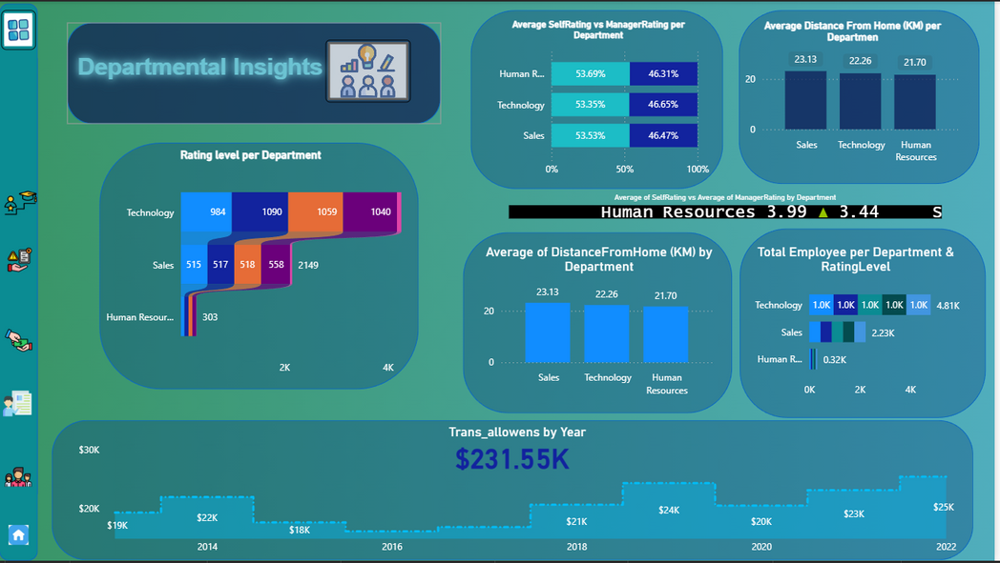 Departmental Insights
Average SelfRating vs ManagerRating per
Department
Human R...
53.69%
46.31%
Technology
53.35%
46.65%
Sales
53.53%
46.47%
0%
50%
100%
Average Distance From Home (KM) per
Departmen
20
0
23.13
22.26
21.70
Sales
Technology
Human
Resources
Rating level per Department
Technology
984
1090
1059
1040
Sales
515
517
518
558
2149
Human Resour...
303
2K
4K
Average of SelfRating vs Average of ManagerRating by Department
Human Resources 3.99 ▲ 3.44
S
Average of DistanceFromHome (KM) by
Department
20
0
23.13
22.26
21.70
Sales
Technology
Human
Resources
Total Employee per Department &
RatingLevel
Technology
1.0K
1.0K
1.0K
1.0K
1.0K
4.81K
Sales
2.23K
Human R...
0.32K
0K
2K
4K
Trans_allowens by Year
$231.55K
$30K
$20K
$19K
$22K
$18K
$21K
$24K
$20K
$23K
$25K
2014
2016
2018
2020
2022